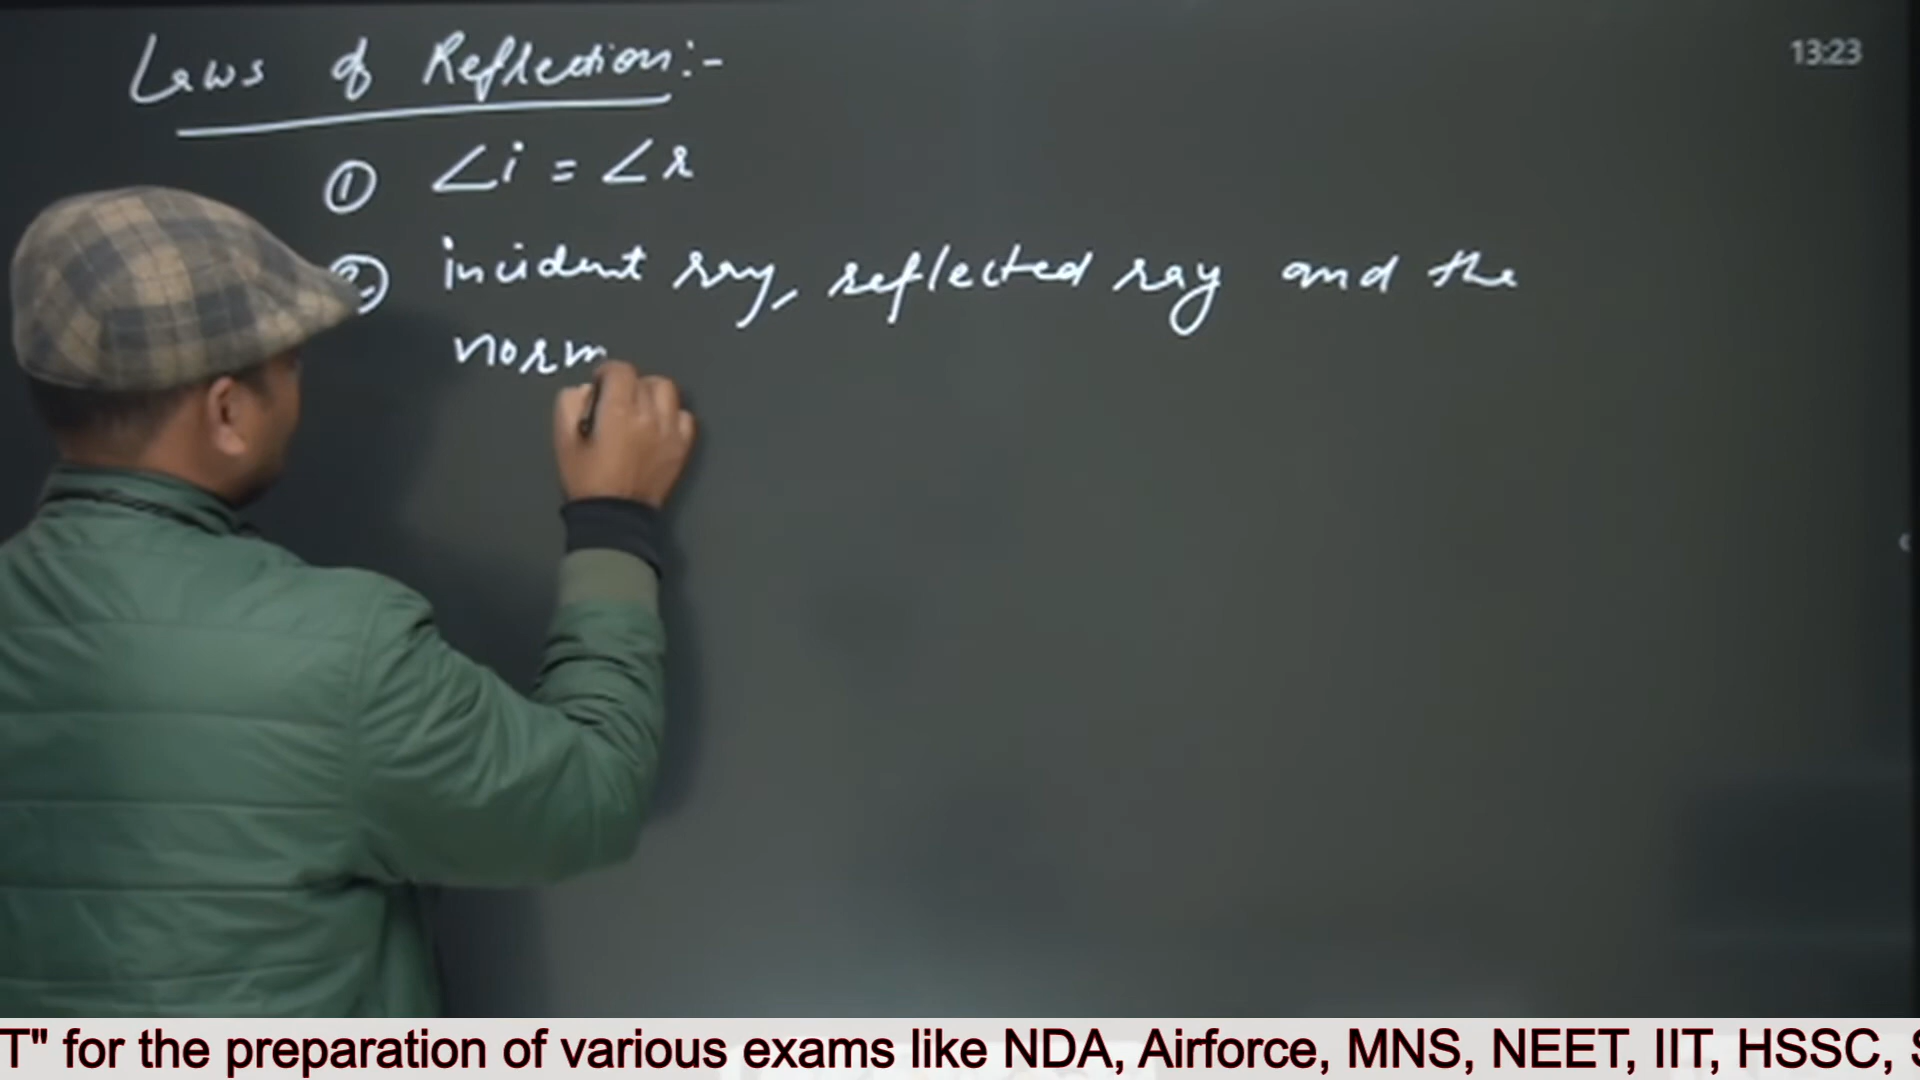 Laws of Reflection:-
13:23
① ∠i = ∠r
② incident ray, reflected ray and the
norm
T" for the preparation of various exams like NDA, Airforce, MNS, NEET, IIT, HSSC, S